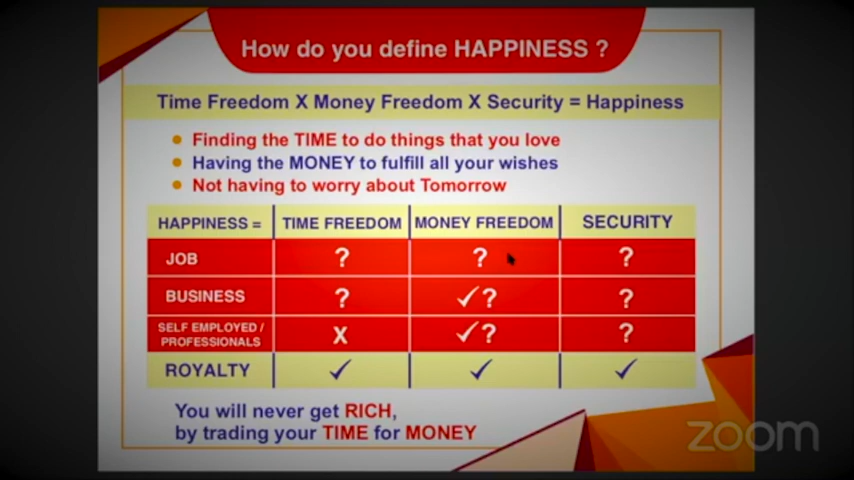 How do you define HAPPINESS ?
Time Freedom X Money Freedom X Security = Happiness
Finding the TIME to do things that you love
Having the MONEY to fulfill all your wishes
Not having to worry about Tomorrow
HAPPINESS = TIME FREEDOM MONEY FREEDOM SECURITY
JOB ? ? ?
BUSINESS ? ✓? ?
SELF EMPLOYED /
PROFESSIONALS X ✓? ?
ROYALTY ✓ ✓ ✓
You will never get RICH,
by trading your TIME for MONEY
zoom